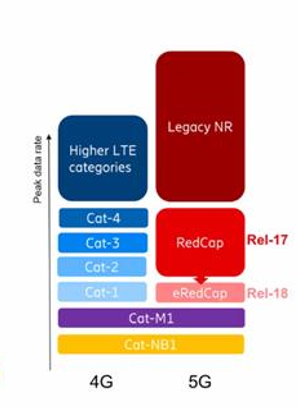 Peak data rate
Higher LTE
categories
Legacy NR
Cat-4
Cat-3
RedCap
Rel-17
Cat-2
Cat-1
eRedCap
Rel-18
Cat-M1
Cat-NB1
4G
5G